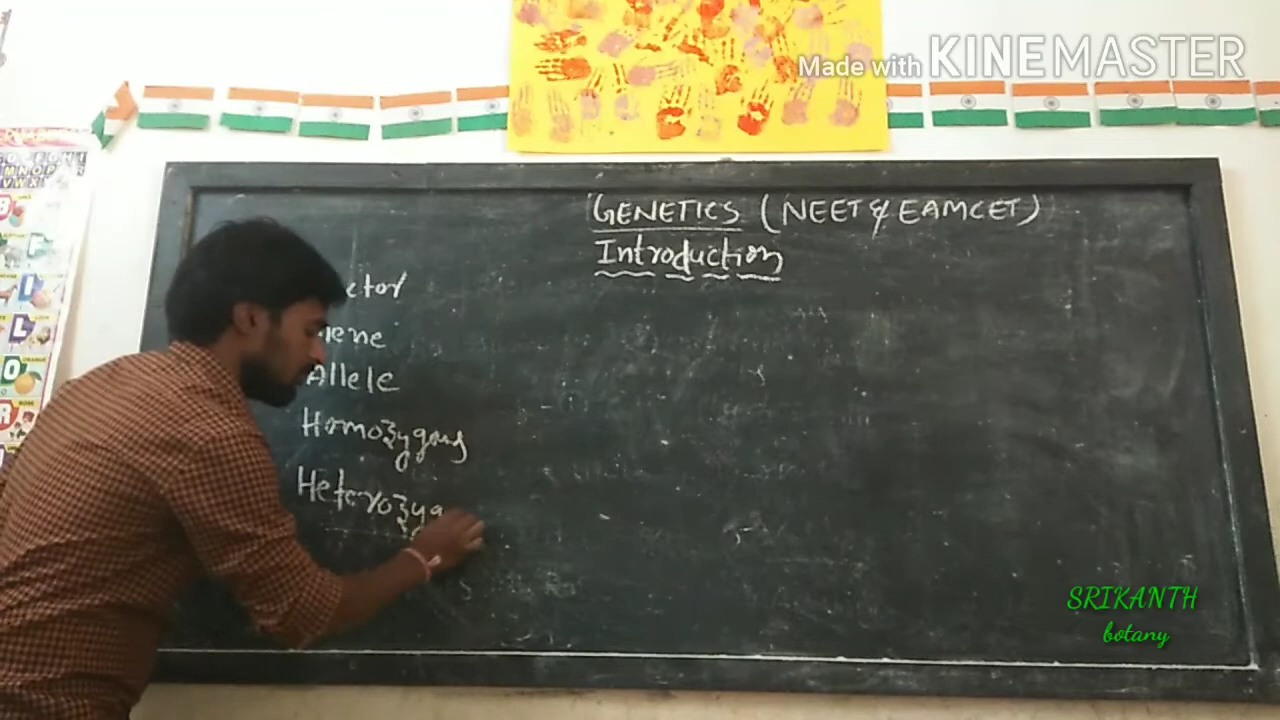 Made with KINEMASTER
GENETICS (NEET & EAMCET)
Introduction
ctor
ene
Allele
Homozygous
Heterozyg
SRIKANTH
botany